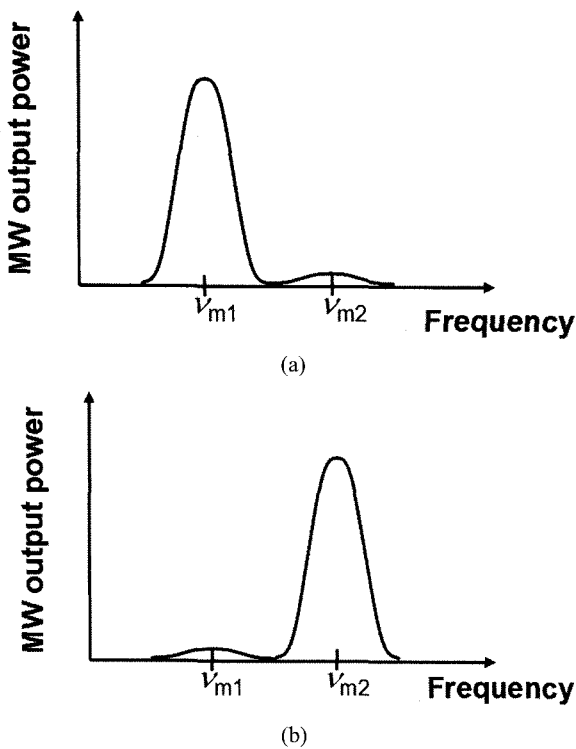 MW output power
νm1
νm2
Frequency
(a)
MW output power
νm1
νm2
Frequency
(b)